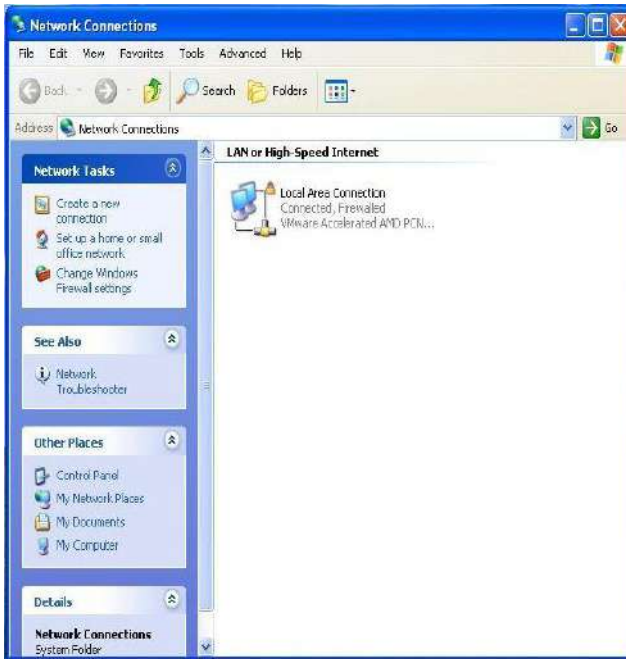 Network Connections
File Edit View Favorites Tools Advanced Help
Back Search Folders
Address Network Connections Go
Network Tasks
Create a new
connection
Set up a home or small
office network
Change Windows
Firewall settings
See Also
Network
Troubleshooter
Other Places
Control Panel
My Network Places
My Documents
My Computer
Details
Network Connections
System Folder
LAN or High-Speed Internet
Local Area Connection
Connected, Firewalled
VMware Accelerated AMD PCN...